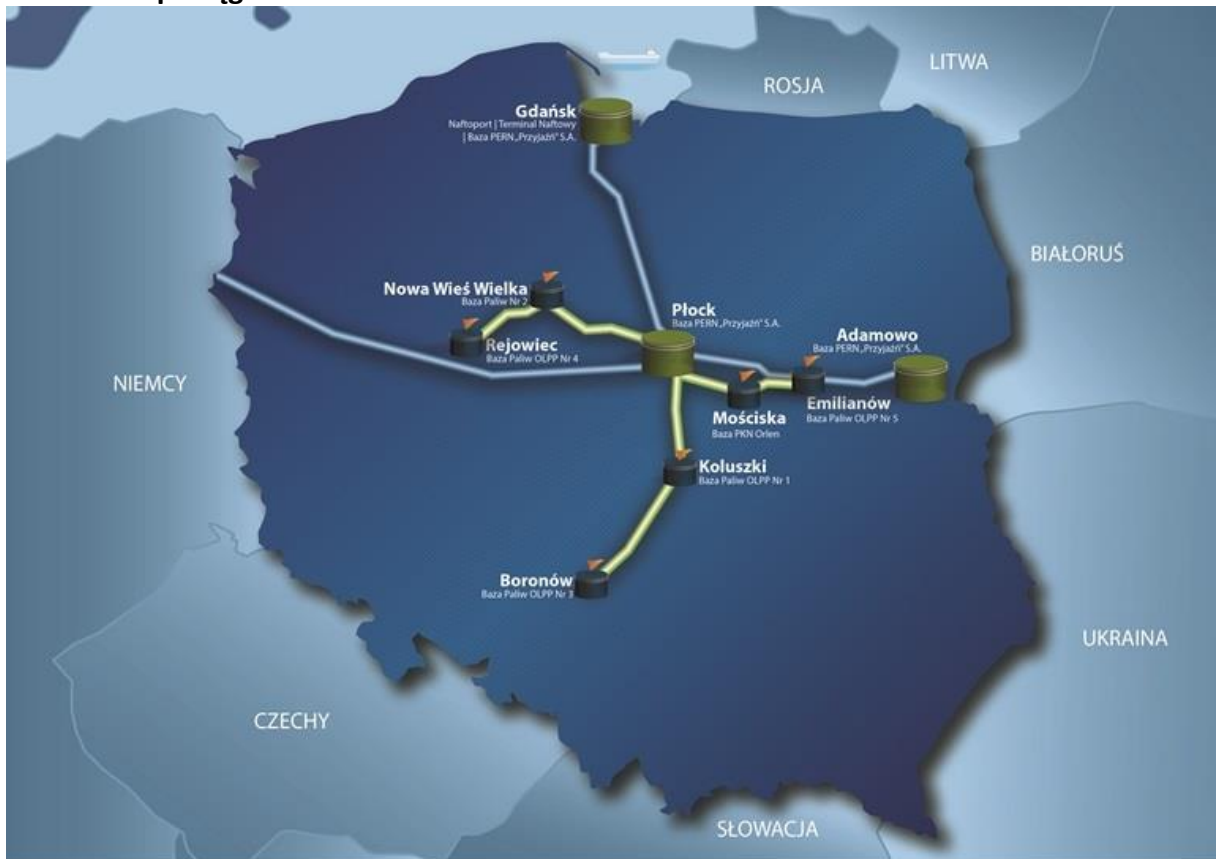 LITWA
ROSJA
Gdańsk
Naftoport | Terminal Naftowy
| Baza PERN „Przyjaźń” S.A.
BIAŁORUŚ
Nowa Wieś Wielka
Baza Paliw Nr 2
Płock
Baza PERN „Przyjaźń” S.A.
Adamowo
Baza PERN „Przyjaźń” S.A.
Rejowiec
Baza Paliw OLPP Nr 4
NIEMCY
Emilianów
Baza Paliw OLPP Nr 5
Mościska
Baza PKN Orlen
Koluszki
Baza Paliw OLPP Nr 1
Boronów
Baza Paliw OLPP Nr 3
UKRAINA
CZECHY
SŁOWACJA